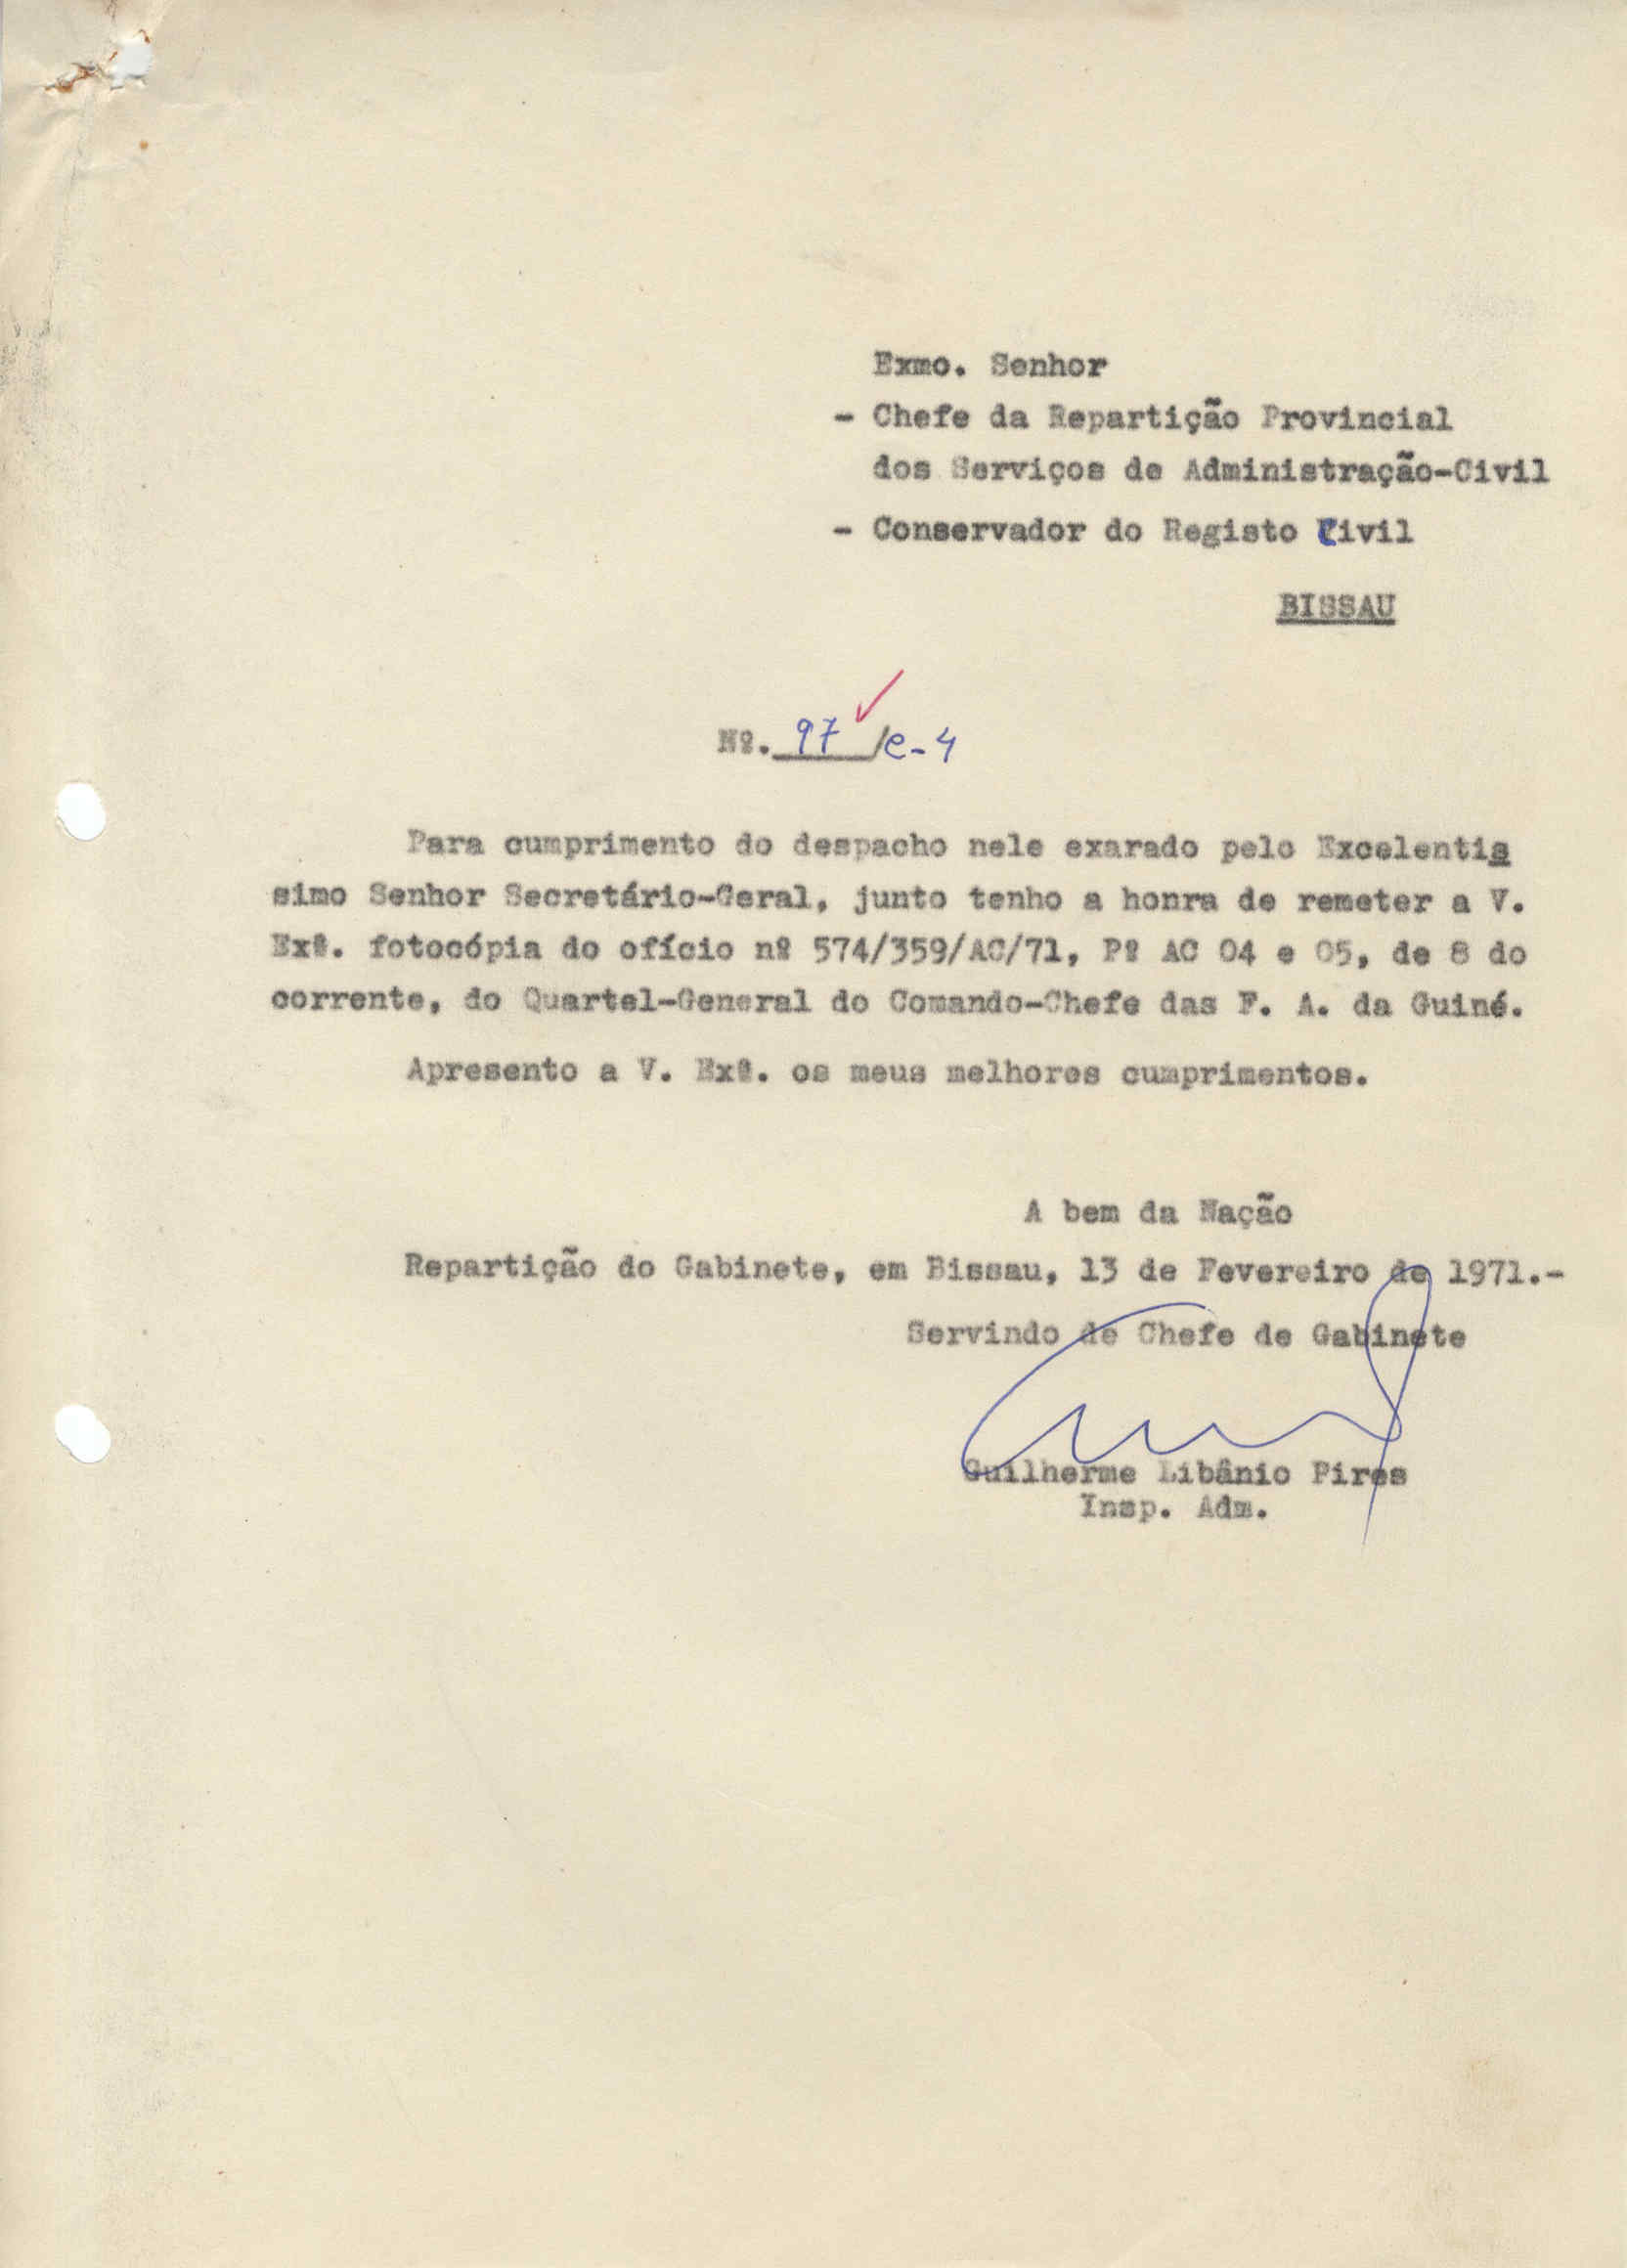 Exmo. Senhor
- Chefe da Repartição Provincial
dos Serviços de Administração-Civil
- Conservador do Registo Civil
BISSAU
Nº. 97/e-4
Para cumprimento do despacho nele exarado pelo Excelentis
simo Senhor Secretário-Geral, junto tenho a honra de remeter a V.
Exª. fotocópia do ofício nº 574/359/AC/71, Pº AC 04 e 05, de 8 do
corrente, do Quartel-General do Comando-Chefe das F. A. da Guiné.
Apresento a V. Exª. os meus melhores cumprimentos.
A bem da Nação
Repartição do Gabinete, em Bissau, 13 de Fevereiro de 1971.-
Servindo de Chefe de Gabinete
Guilherme Libânio Pires
Insp. Adm.